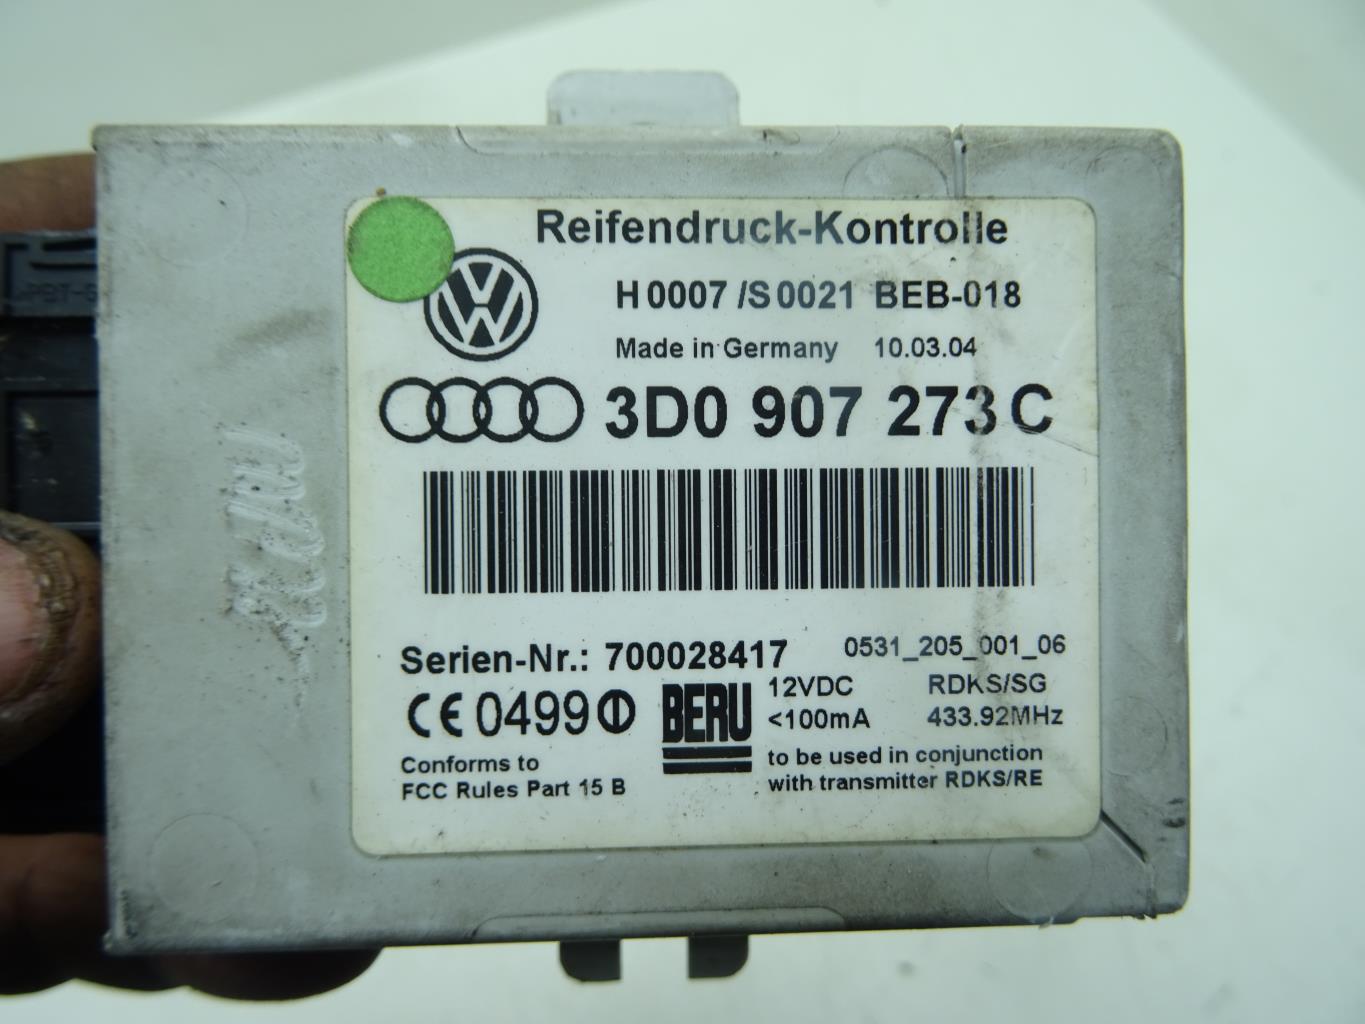 Reifendruck-Kontrolle
H 0007 /S 0021 BEB-018
Made in Germany 10.03.04
3D0 907 273 C
Serien-Nr.: 700028417 0531_205_001_06
CE 0499
BERU
12VDC RDKS/SG
<100mA 433.92MHz
Conforms to
FCC Rules Part 15 B
to be used in conjunction
with transmitter RDKS/RE